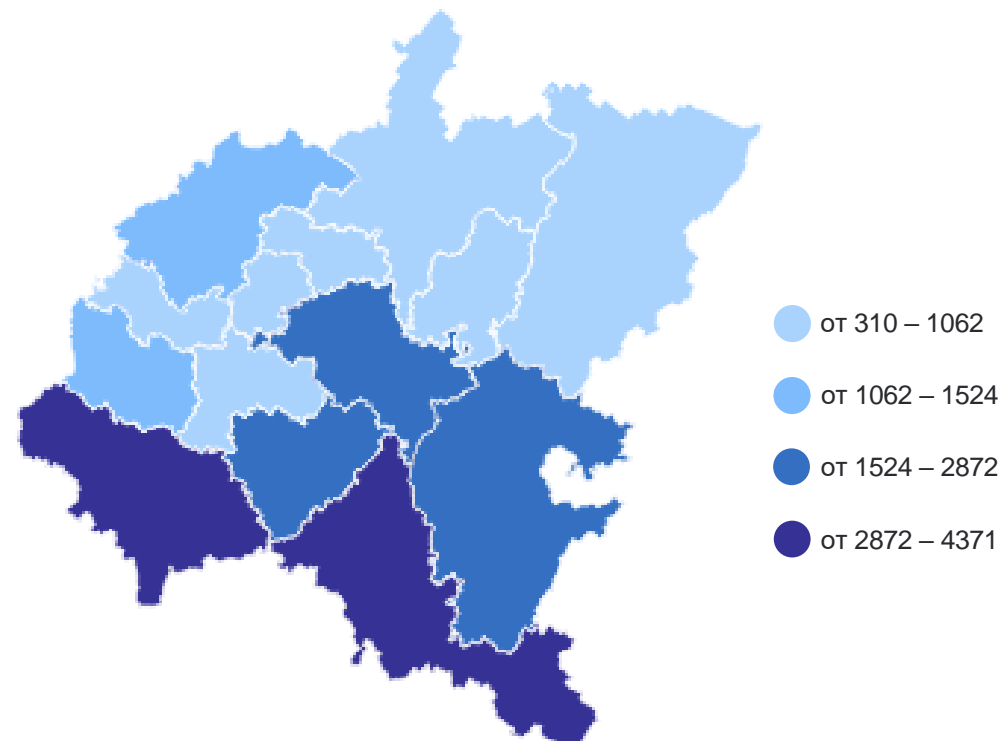 от 310 – 1062
от 1062 – 1524
от 1524 – 2872
от 2872 – 4371